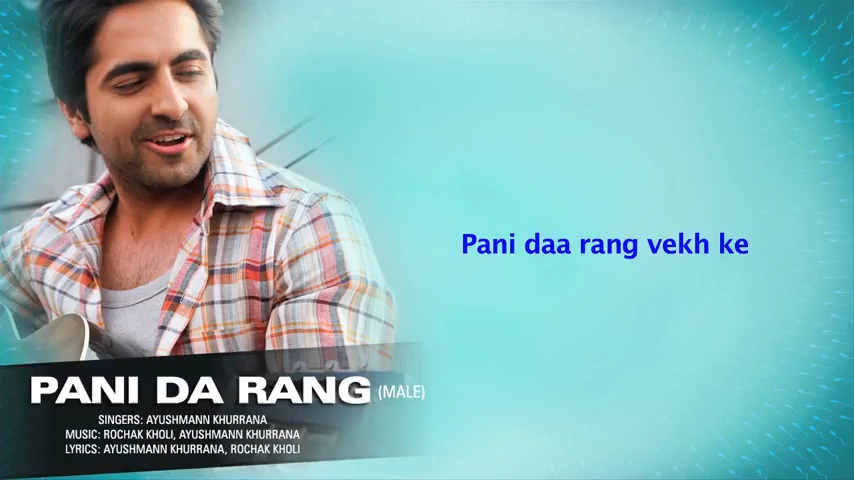 Pani daa rang vekh ke
PANI DA RANG (MALE)
SINGERS: AYUSHMANN KHURRANA
MUSIC: ROCHAK KHOLI, AYUSHMANN KHURRANA
LYRICS: AYUSHMANN KHURRANA, ROCHAK KHOLI